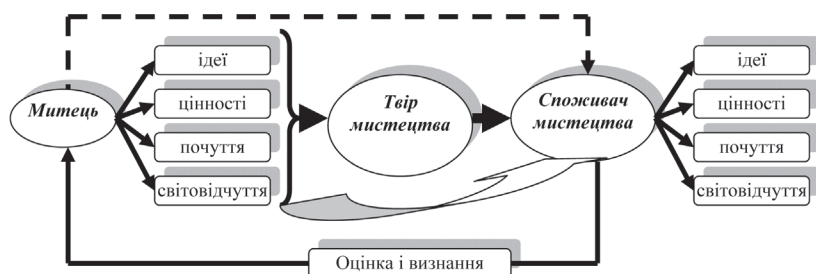 Митець
ідеї
цінності
почуття
світовідчуття
Твір
мистецтва
Споживач
мистецтва
ідеї
цінності
почуття
світовідчуття
Оцінка і визнання